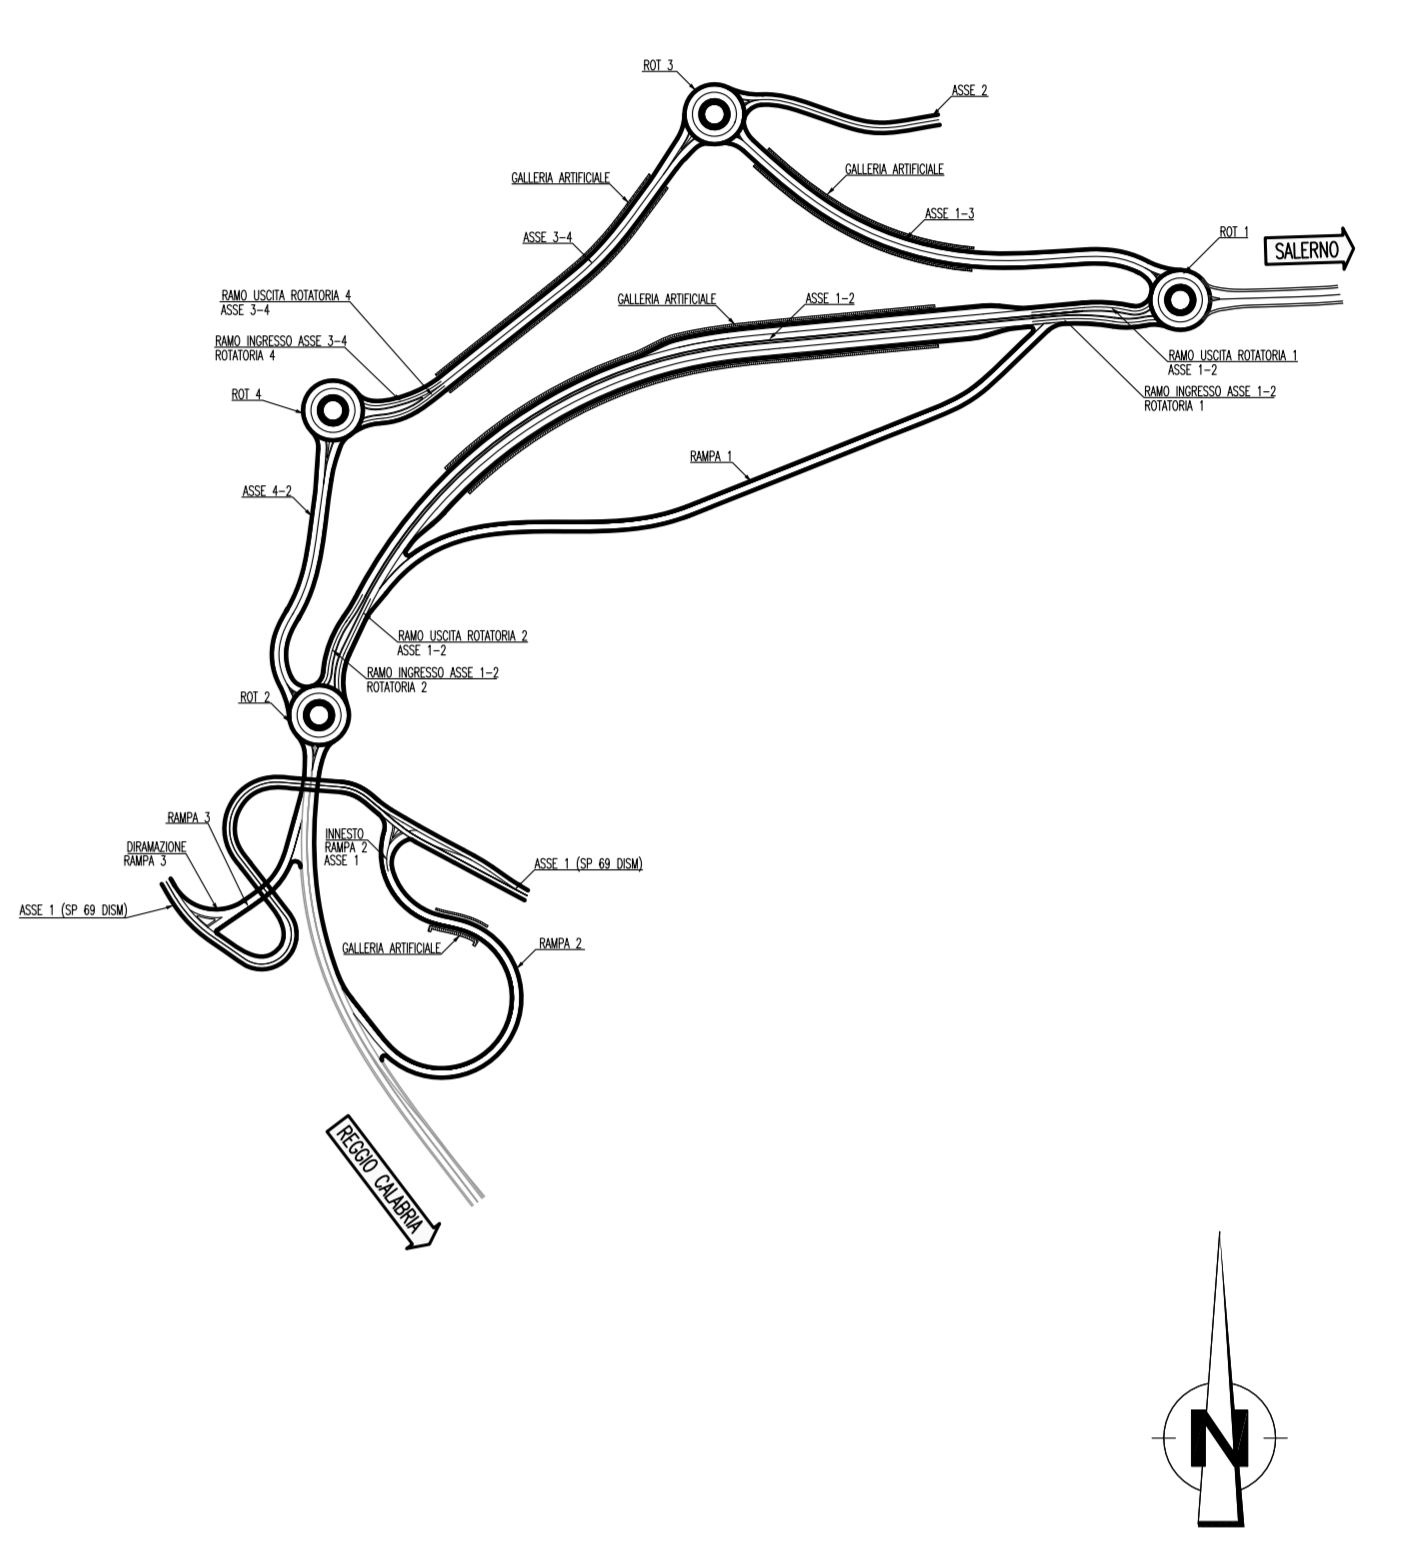 ROT 3
ASSE 2
GALLERIA ARTIFICIALE
GALLERIA ARTIFICIALE
ASSE 1-3
ASSE 3-4
ROT 1
SALERNO
RAMO USCITA ROTATORIA 4
ASSE 3-4
GALLERIA ARTIFICIALE
ASSE 1-2
RAMO INGRESSO ASSE 3-4
ROTATORIA 4
RAMO USCITA ROTATORIA 1
ASSE 1-2
ROT 4
RAMO INGRESSO ASSE 1-2
ROTATORIA 1
RAMPA 1
ASSE 4-2
RAMO USCITA ROTATORIA 2
ASSE 1-2
RAMO INGRESSO ASSE 1-2
ROTATORIA 2
ROT 2
RAMPA 3
DIRAMAZIONE
RAMPA 3
INNESTO
RAMPA 2
ASSE 1
ASSE 1 (SP 69 DISM)
ASSE 1 (SP 69 DISM)
GALLERIA ARTIFICIALE
RAMPA 2
REGGIO CALABRIA
N